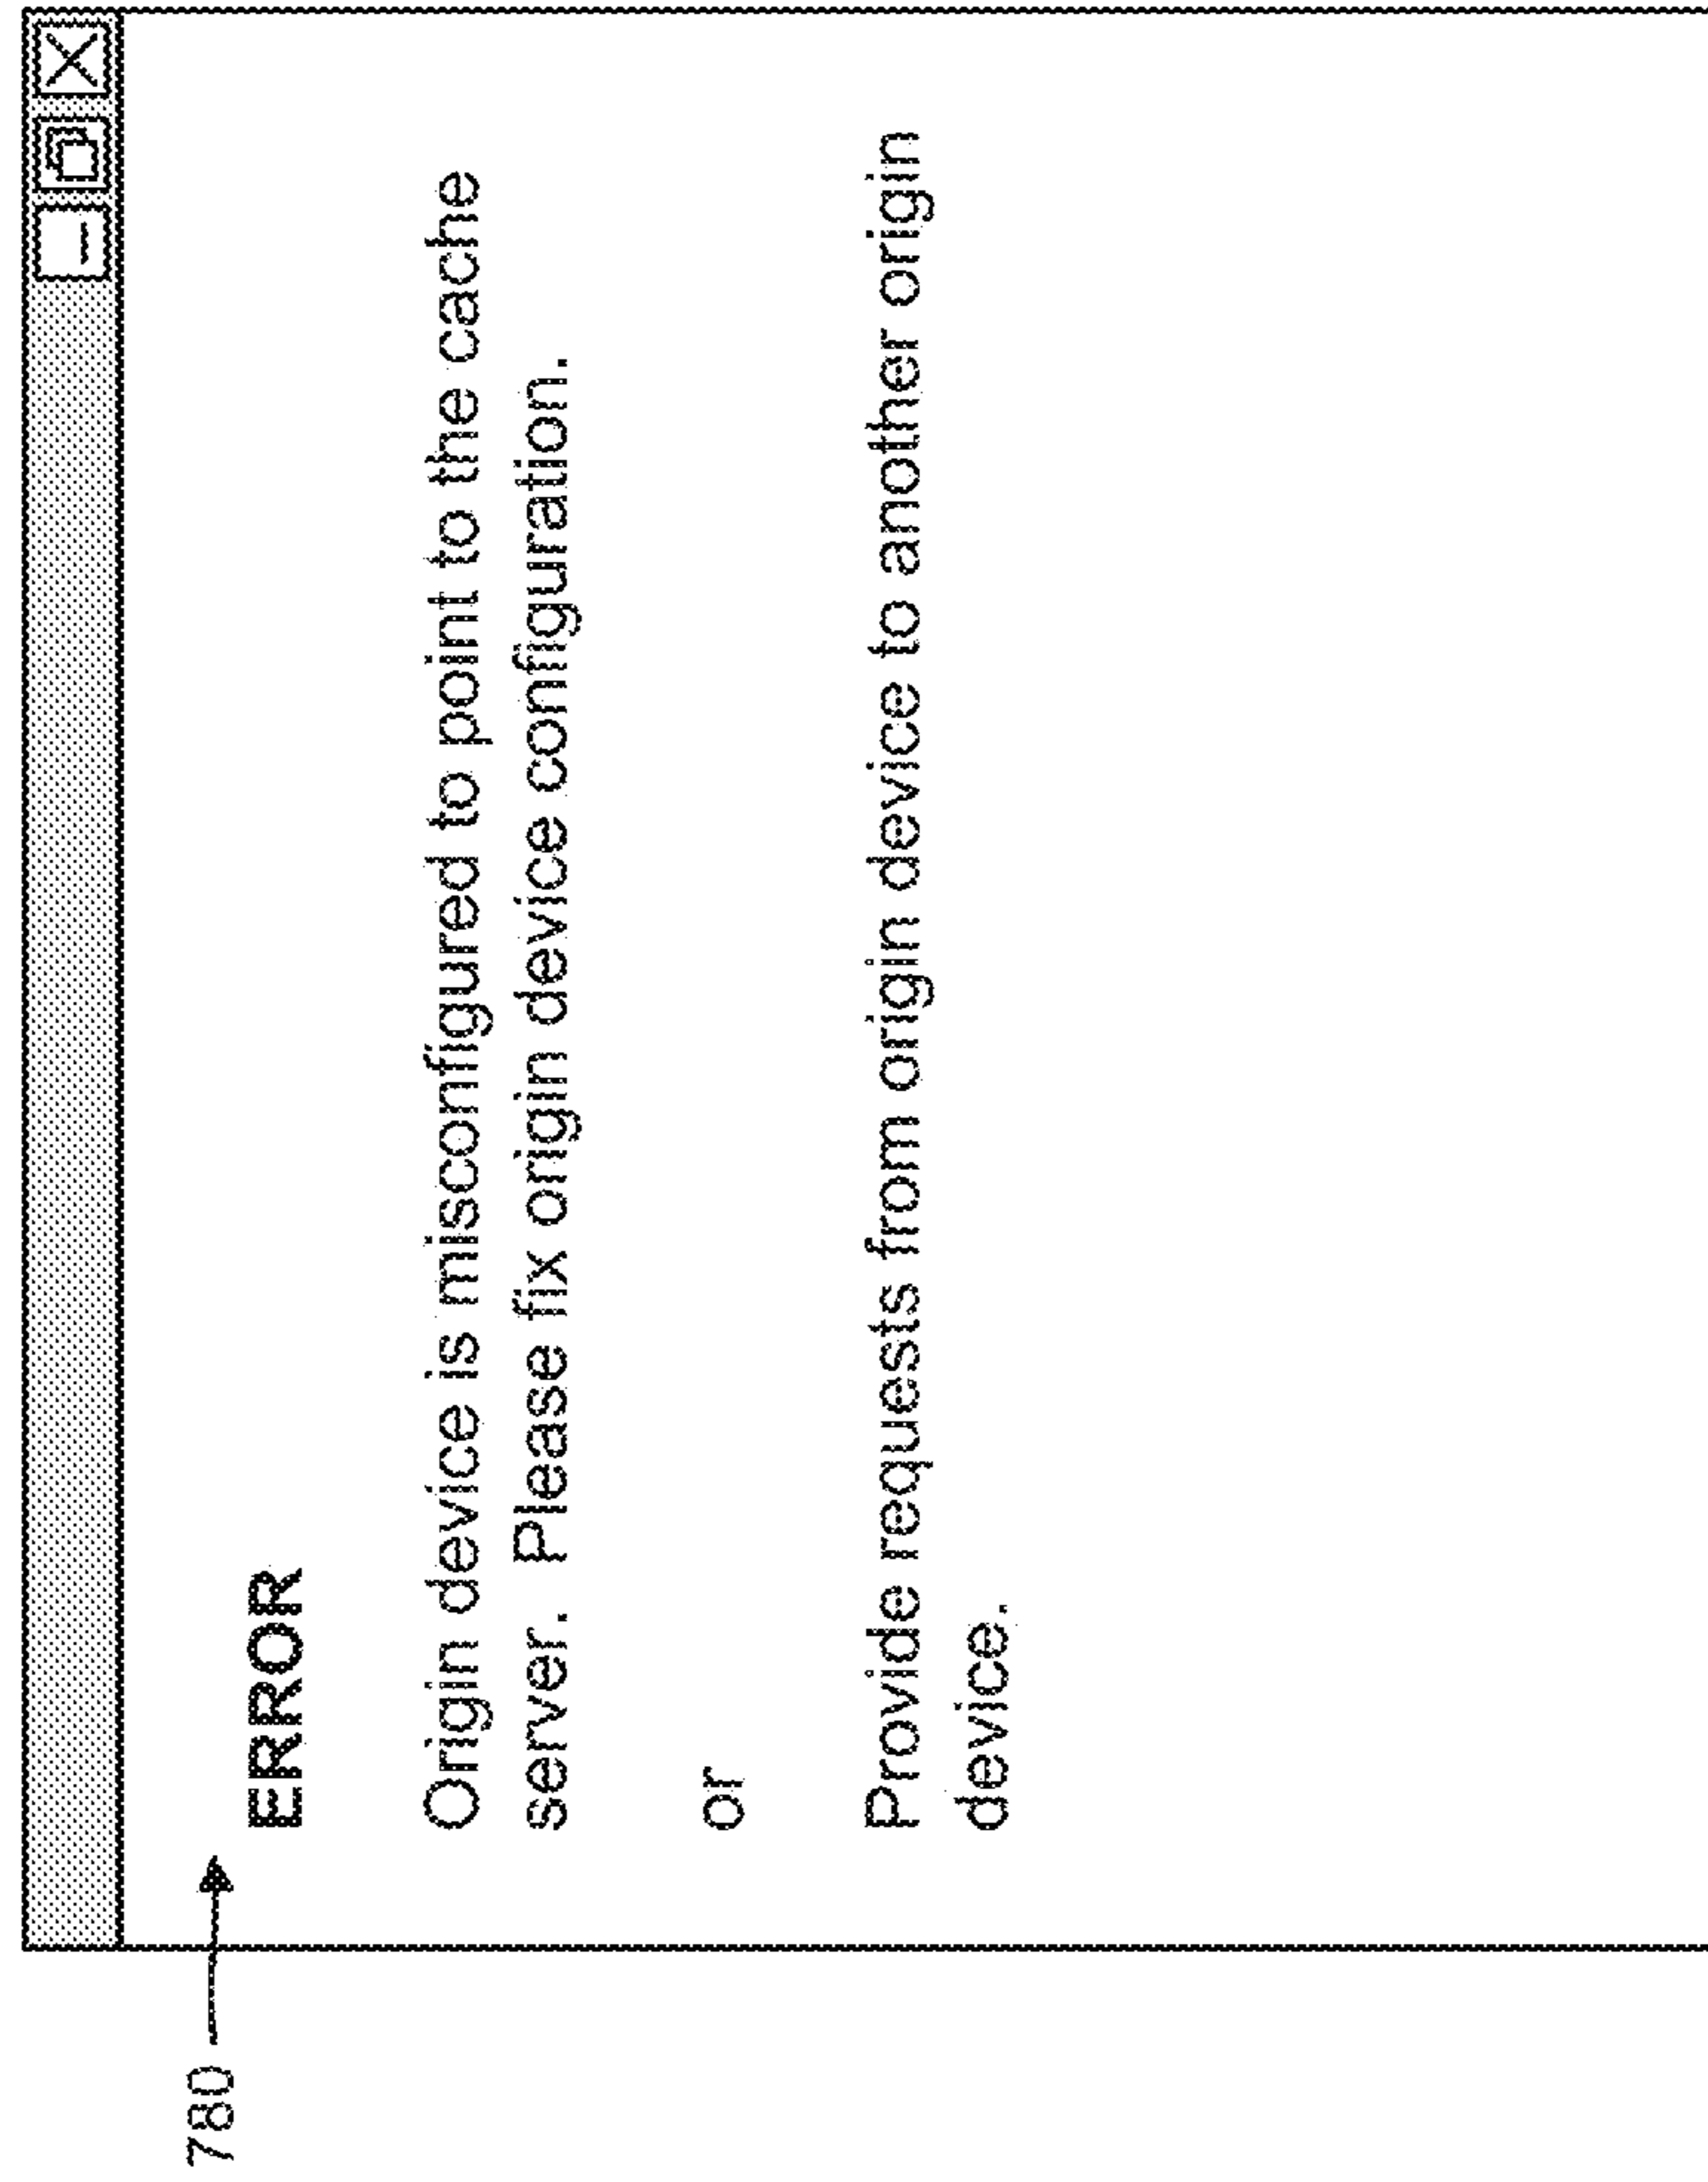 780
ERROR
Origin device is misconfigured to point to the cache
server.  Please fix origin device configuration.
or
Provide requests from origin device to another origin
device.